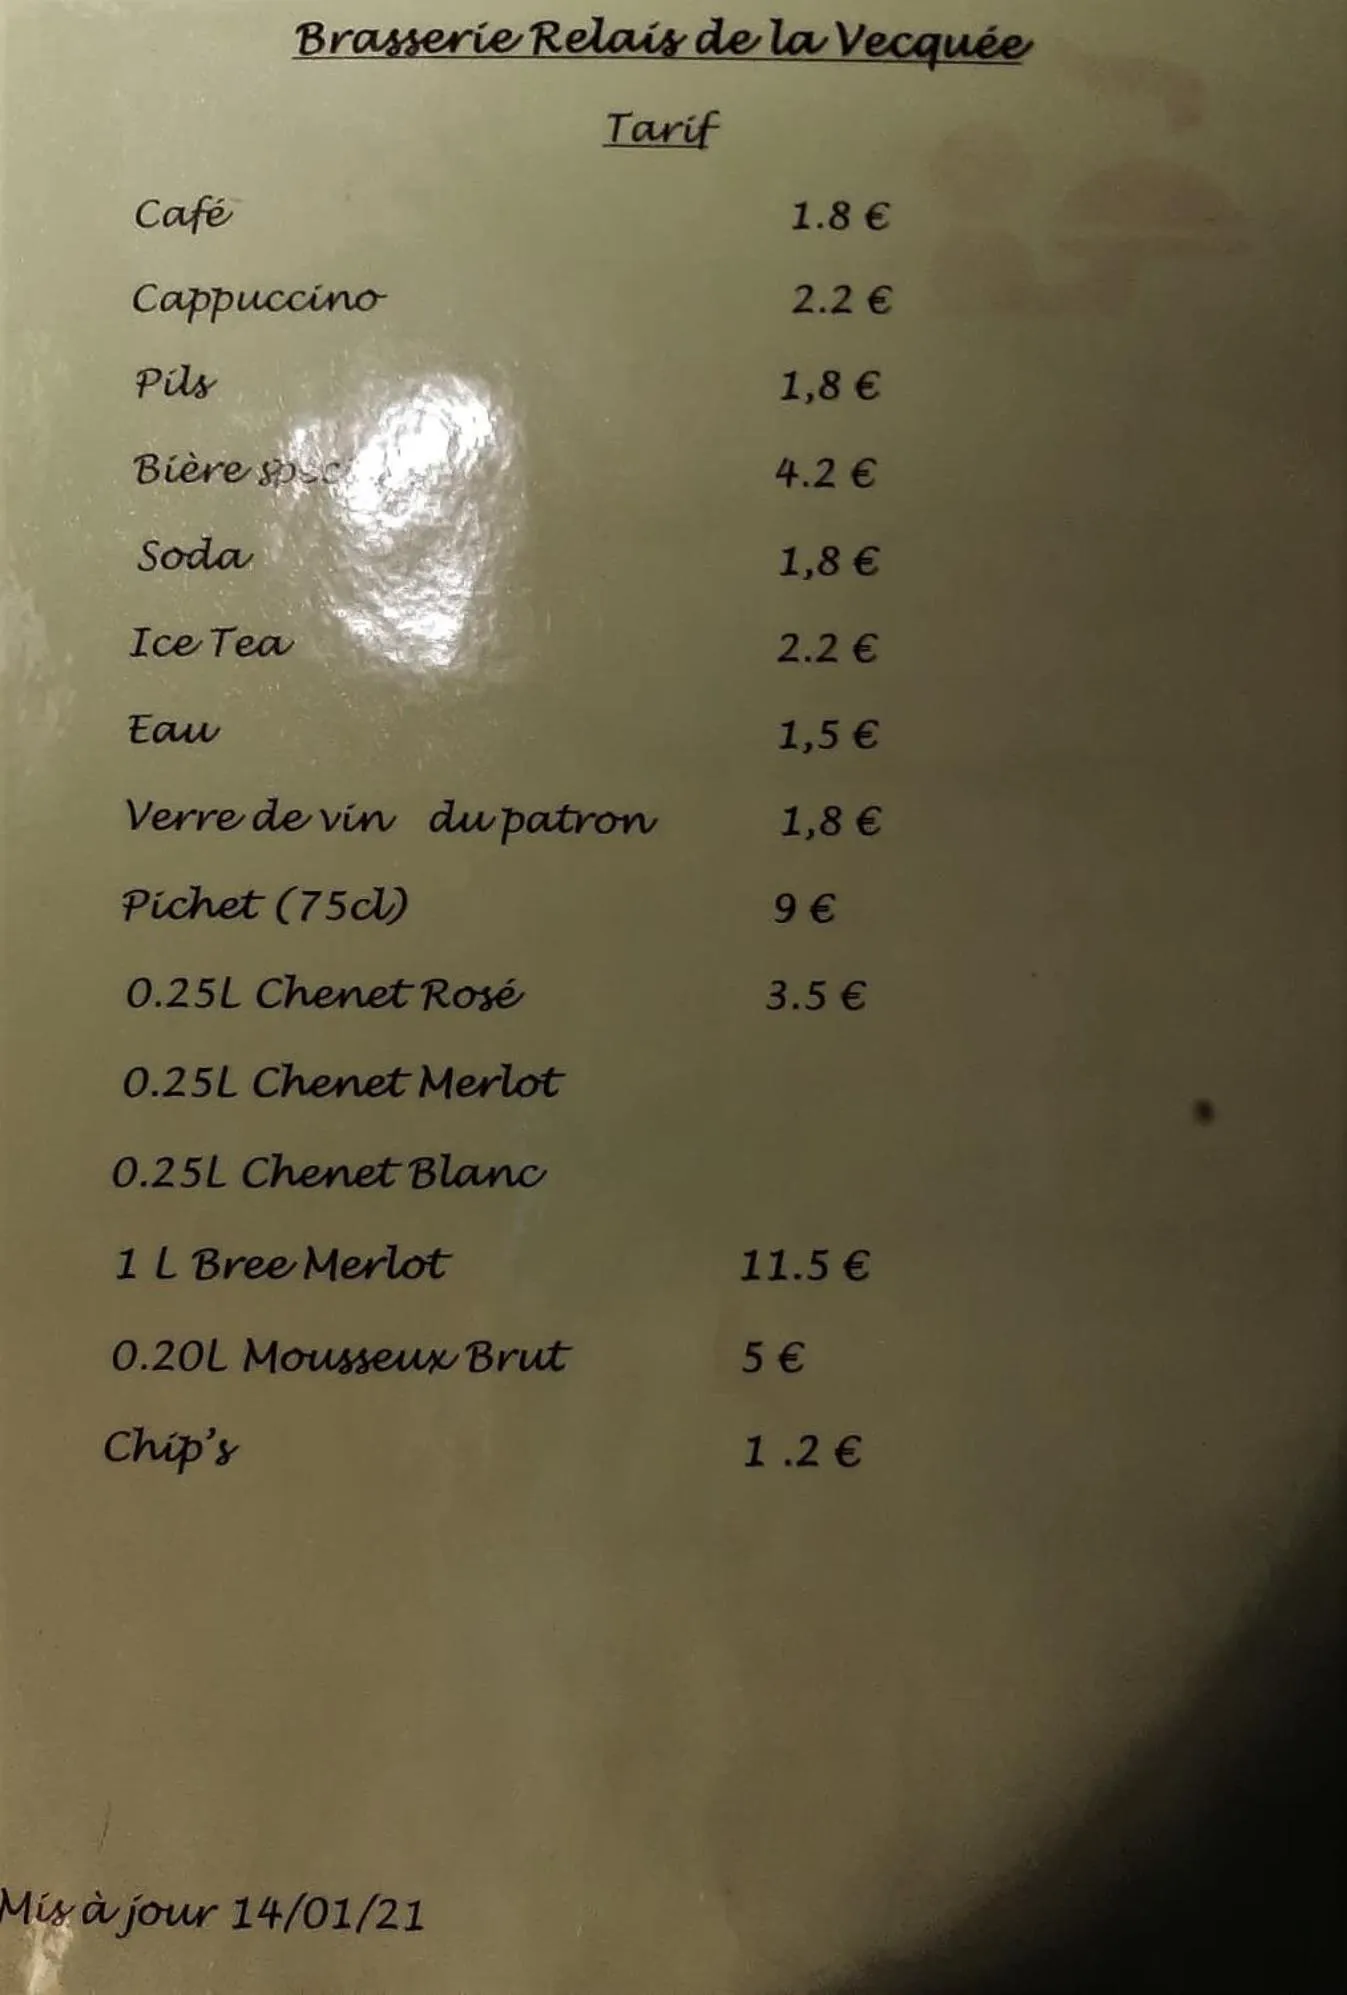 Brasserie Relais de la Vecquée
Tarif
Café 1.8 €
Cappuccino 2.2 €
Pils 1,8 €
Bière 4.2 €
Soda 1,8 €
Ice Tea 2.2 €
Eau 1,5 €
Verre de vin du patron 1,8 €
Pichet (75cl) 9 €
0.25L Chenet Rosé 3.5 €
0.25L Chenet Merlot
0.25L Chenet Blanc
1 L Bree Merlot 11.5 €
0.20L Mousseux Brut 5 €
Chip's 1 .2 €
Mis à jour 14/01/21